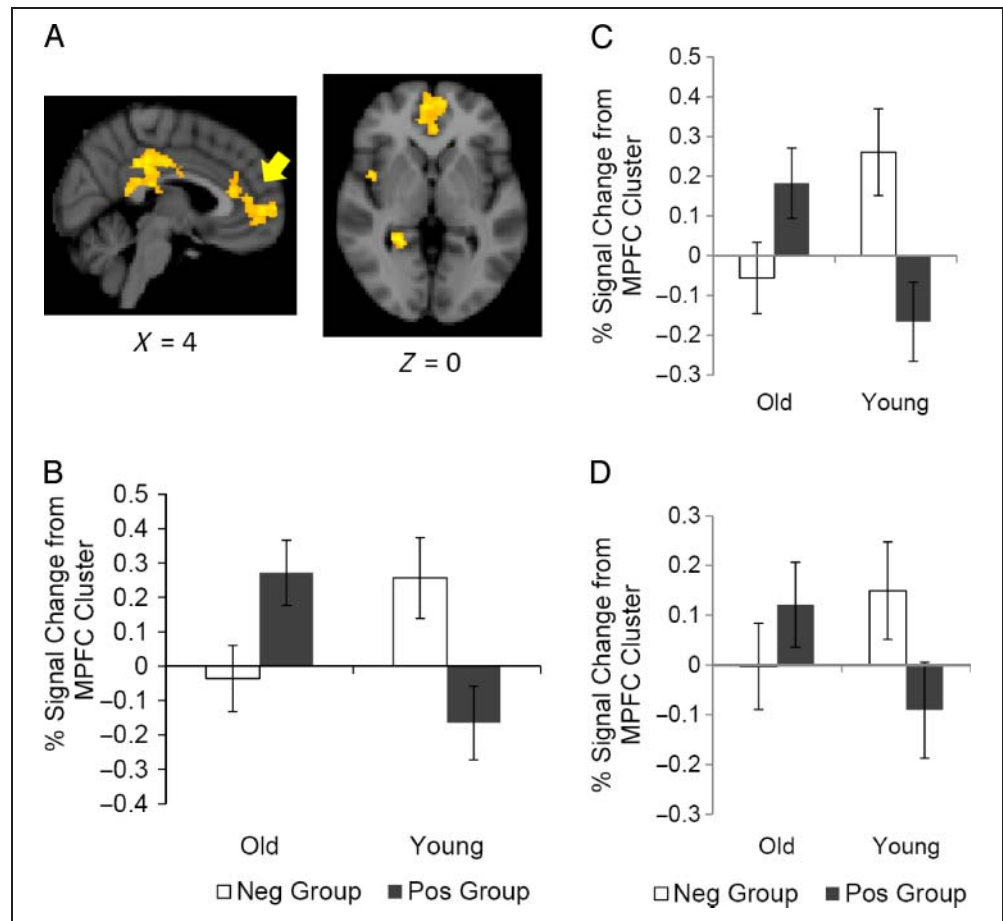 A
X = 4
Z = 0
B
% Signal Change from
MPFC Cluster
0.5
0.4
0.3
0.2
0.1
0
−0.1
−0.2
−0.3
−0.4
Old
Young
Neg Group
Pos Group
C
% Signal Change from
MPFC Cluster
0.5
0.4
0.3
0.2
0.1
0
−0.1
−0.2
−0.3
Old
Young
D
% Signal Change from
MPFC Cluster
0.3
0.2
0.1
0
−0.1
−0.2
−0.3
Old
Young
Neg Group
Pos Group